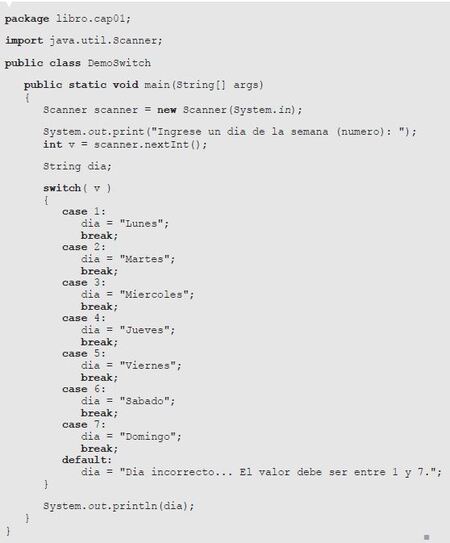 package libro.cap01;
import java.util.Scanner;
public class DemoSwitch
public static void main(String[] args)
{
Scanner scanner = new Scanner(System.in);
System.out.print("Ingrese un dia de la semana (numero): ");
int v = scanner.nextInt();
String dia;
switch( v )
{
case 1:
dia = "Lunes";
break;
case 2:
dia = "Martes";
break;
case 3:
dia = "Miercoles";
break;
case 4:
dia = "Jueves";
break;
case 5:
dia = "Viernes";
break;
case 6:
dia = "Sabado";
break;
case 7:
dia = "Domingo";
break;
default:
dia = "Dia incorrecto... El valor debe ser entre 1 y 7.";
}
System.out.println(dia);
}
}